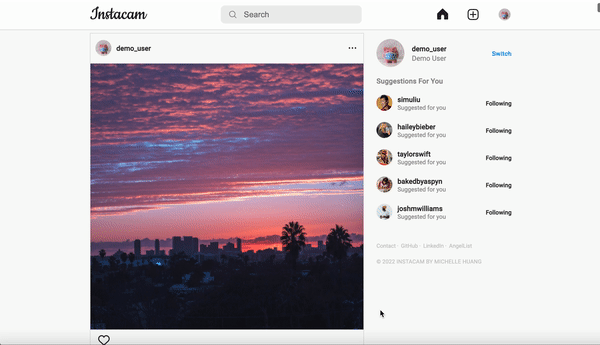 Instacam
Search
demo_user
demo_user
Demo User
Switch
Suggestions For You
simuliu
Suggested for you
Following
haileybieber
Suggested for you
Following
taylorswift
Suggested for you
Following
bakedbyaspyn
Suggested for you
Following
joshmwilliams
Suggested for you
Following
Contact · GitHub · LinkedIn · AngelList
© 2022 INSTACAM BY MICHELLE HUANG